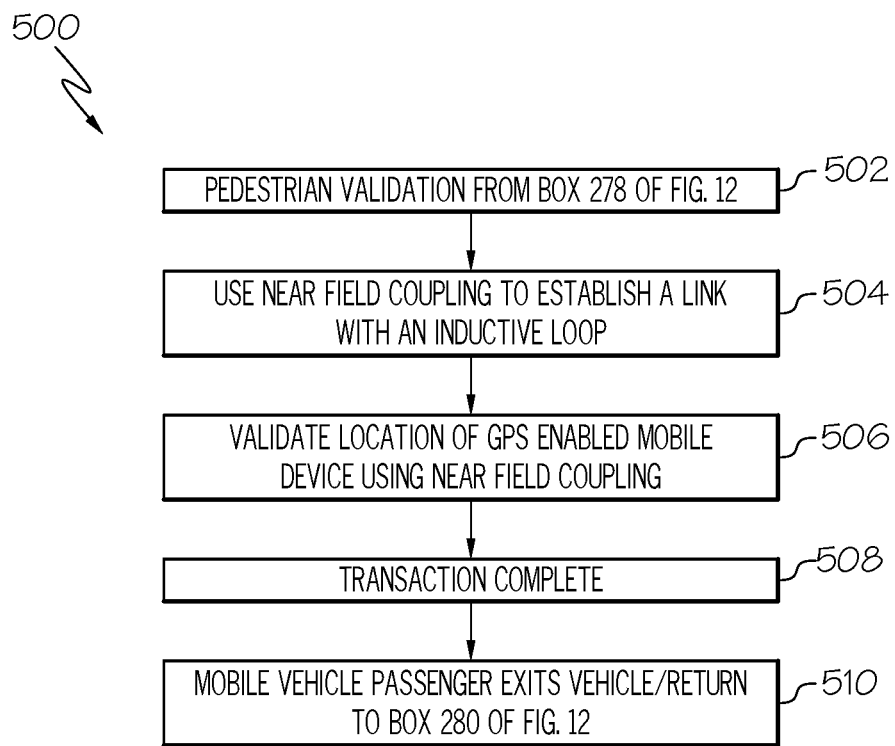 500
PEDESTRIAN VALIDATION FROM BOX 278 OF FIG. 12
502
USE NEAR FIELD COUPLING TO ESTABLISH A LINK
WITH AN INDUCTIVE LOOP
504
VALIDATE LOCATION OF GPS ENABLED MOBILE
DEVICE USING NEAR FIELD COUPLING
506
TRANSACTION COMPLETE
508
MOBILE VEHICLE PASSENGER EXITS VEHICLE/RETURN
TO BOX 280 OF FIG. 12
510